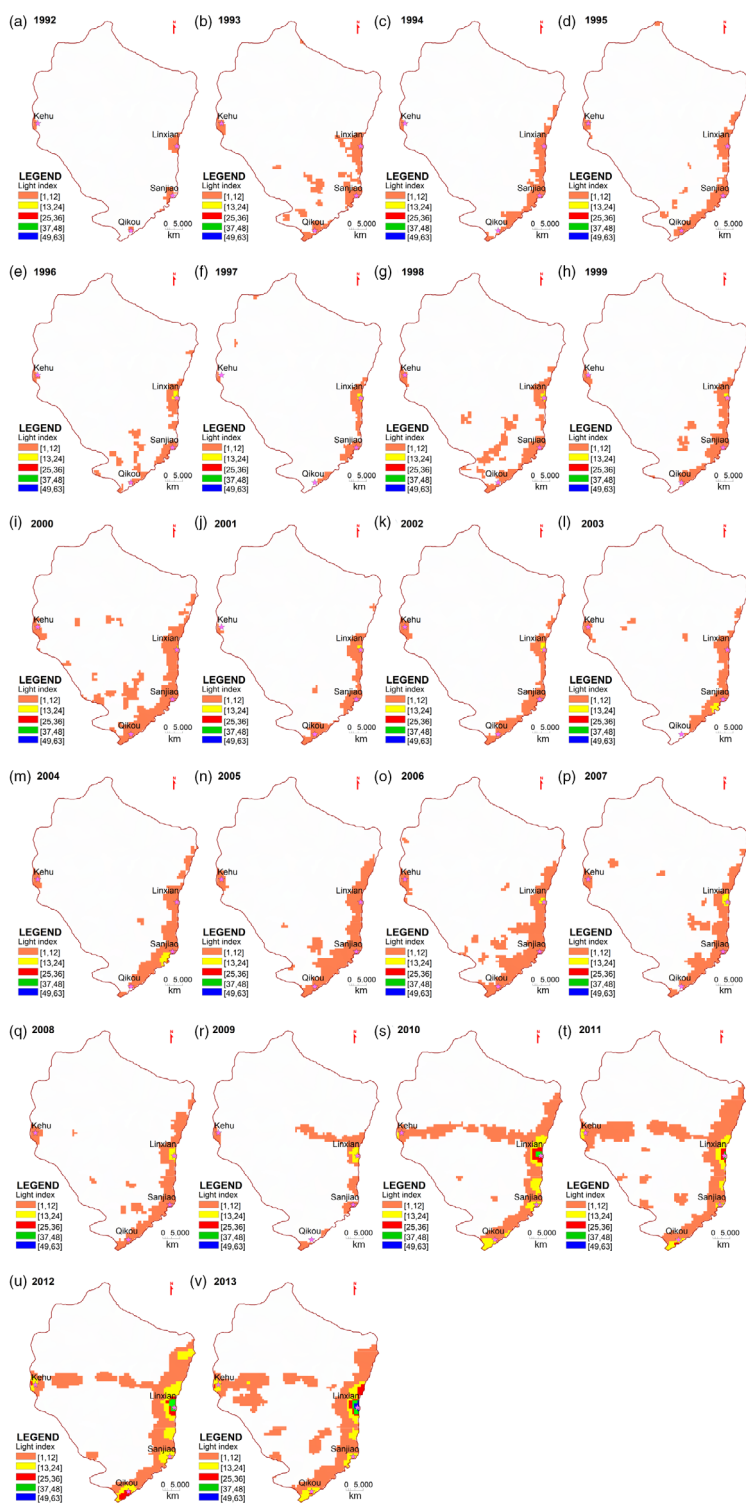 (a) 1992
N
Kehu
Linxian
Sanjiao
Qikou
LEGEND
Light index
[1,12]
[13,24]
[25,36]
[37,48]
[49,63]
5.000
km
(b) 1993
N
Kehu
Linxian
Sanjiao
Qikou
LEGEND
Light index
[1,12]
[13,24]
[25,36]
[37,48]
[49,63]
5.000
km
(c) 1994
N
Kehu
Linxian
Sanjiao
Qikou
LEGEND
Light index
[1,12]
[13,24]
[25,36]
[37,48]
[49,63]
5.000
km
(d) 1995
N
Kehu
Linxian
Sanjiao
Qikou
LEGEND
Light index
[1,12]
[13,24]
[25,36]
[37,48]
[49,63]
5.000
km
(e) 1996
N
Kehu
Linxian
Sanjiao
Qikou
LEGEND
Light index
[1,12]
[13,24]
[25,36]
[37,48]
[49,63]
5.000
km
(f) 1997
N
Kehu
Linxian
Sanjiao
Qikou
LEGEND
Light index
[1,12]
[13,24]
[25,36]
[37,48]
[49,63]
5.000
km
(g) 1998
N
Kehu
Linxian
Sanjiao
Qikou
LEGEND
Light index
[1,12]
[13,24]
[25,36]
[37,48]
[49,63]
5.000
km
(h) 1999
N
Kehu
Linxian
Sanjiao
Qikou
LEGEND
Light index
[1,12]
[13,24]
[25,36]
[37,48]
[49,63]
5.000
km
(i) 2000
N
Kehu
Linxian
Sanjiao
Qikou
LEGEND
Light index
[1,12]
[13,24]
[25,36]
[37,48]
[49,63]
5.000
km
(j) 2001
N
Kehu
Linxian
Sanjiao
Qikou
LEGEND
Light index
[1,12]
[13,24]
[25,36]
[37,48]
[49,63]
5.000
km
(k) 2002
N
Kehu
Linxian
Sanjiao
Qikou
LEGEND
Light index
[1,12]
[13,24]
[25,36]
[37,48]
[49,63]
5.000
km
(l) 2003
N
Kehu
Linxian
Sanjiao
Qikou
LEGEND
Light index
[1,12]
[13,24]
[25,36]
[37,48]
[49,63]
5.000
km
(m) 2004
N
Kehu
Linxian
Sanjiao
Qikou
LEGEND
Light index
[1,12]
[13,24]
[25,36]
[37,48]
[49,63]
5.000
km
(n) 2005
N
Kehu
Linxian
Sanjiao
Qikou
LEGEND
Light index
[1,12]
[13,24]
[25,36]
[37,48]
[49,63]
5.000
km
(o) 2006
N
Kehu
Linxian
Sanjiao
Qikou
LEGEND
Light index
[1,12]
[13,24]
[25,36]
[37,48]
[49,63]
5.000
km
(p) 2007
N
Kehu
Linxian
Sanjiao
Qikou
LEGEND
Light index
[1,12]
[13,24]
[25,36]
[37,48]
[49,63]
5.000
km
(q) 2008
N
Kehu
Linxian
Sanjiao
Qikou
LEGEND
Light index
[1,12]
[13,24]
[25,36]
[37,48]
[49,63]
5.000
km
(r) 2009
N
Kehu
Linxian
Sanjiao
Qikou
LEGEND
Light index
[1,12]
[13,24]
[25,36]
[37,48]
[49,63]
5.000
km
(s) 2010
N
Kehu
Linxian
Sanjiao
Qikou
LEGEND
Light index
[1,12]
[13,24]
[25,36]
[37,48]
[49,63]
5.000
km
(t) 2011
N
Kehu
Linxian
Sanjiao
Qikou
LEGEND
Light index
[1,12]
[13,24]
[25,36]
[37,48]
[49,63]
5.000
km
(u) 2012
N
Kehu
Linxian
Sanjiao
Qikou
LEGEND
Light index
[1,12]
[13,24]
[25,36]
[37,48]
[49,63]
5.000
km
(v) 2013
N
Kehu
Linxian
Sanjiao
Qikou
LEGEND
Light index
[1,12]
[13,24]
[25,36]
[37,48]
[49,63]
5.000
km